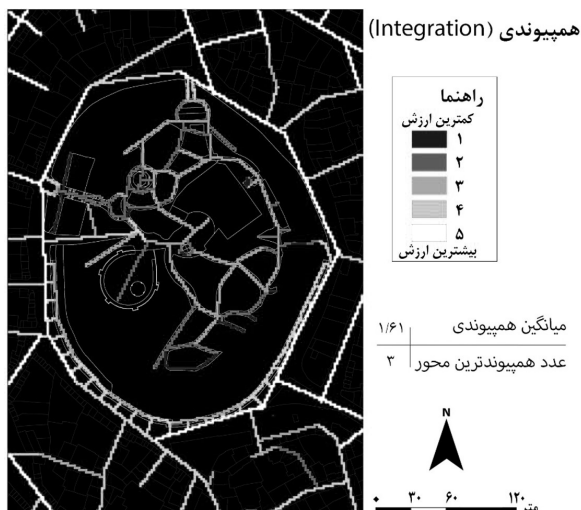 همپیوندی (Integration)
راهنما
کمترین ارزش
۱
۲
۳
۴
۵
بیشترین ارزش
میانگین همپیوندی ۱/۶۱
عدد همپیوندترین محور ۳
N
۰ ۳۰ ۶۰ ۱۲۰
متر